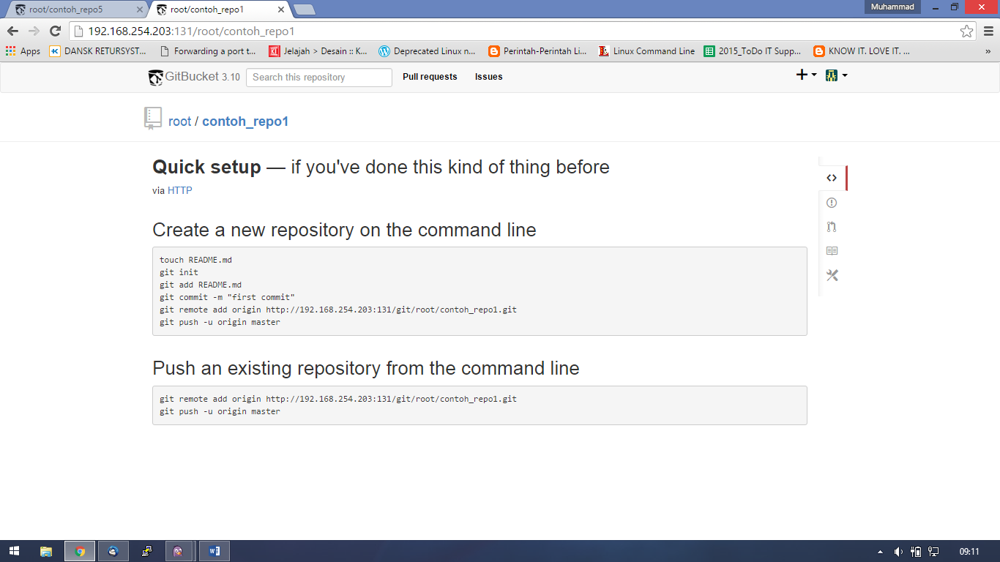 root/contoh_repo5
root/contoh_repo1
Muhammad
192.168.254.203:131/root/contoh_repo1
Apps
DANSK RETURSYST...
Forwarding a port t...
Jelajah > Desain :: K...
Deprecated Linux n...
Perintah-Perintah Li...
Linux Command Line
2015_ToDo IT Supp...
KNOW IT. LOVE IT. ...
»
GitBucket 3.10
Search this repository
Pull requests
Issues
root / contoh_repo1
Quick setup — if you've done this kind of thing before
via HTTP
Create a new repository on the command line
touch README.md
git init
git add README.md
git commit -m "first commit"
git remote add origin http://192.168.254.203:131/git/root/contoh_repo1.git
git push -u origin master
Push an existing repository from the command line
git remote add origin http://192.168.254.203:131/git/root/contoh_repo1.git
git push -u origin master
09:11